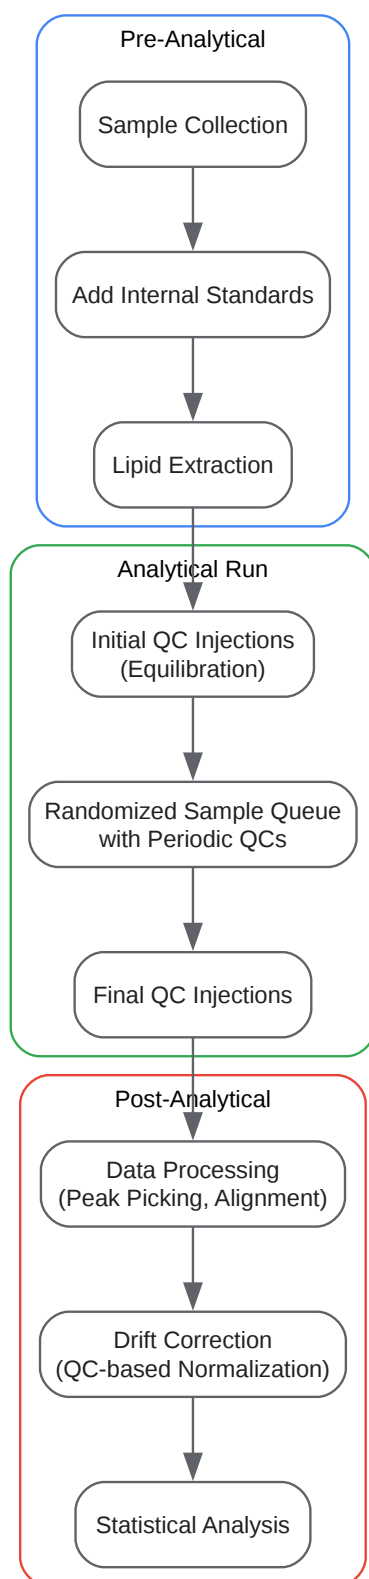 Pre-Analytical
Sample Collection
Add Internal Standards
Lipid Extraction
Analytical Run
Initial QC Injections
(Equilibration)
Randomized Sample Queue
with Periodic QCs
Final QC Injections
Post-Analytical
Data Processing
(Peak Picking, Alignment)
Drift Correction
(QC-based Normalization)
Statistical Analysis